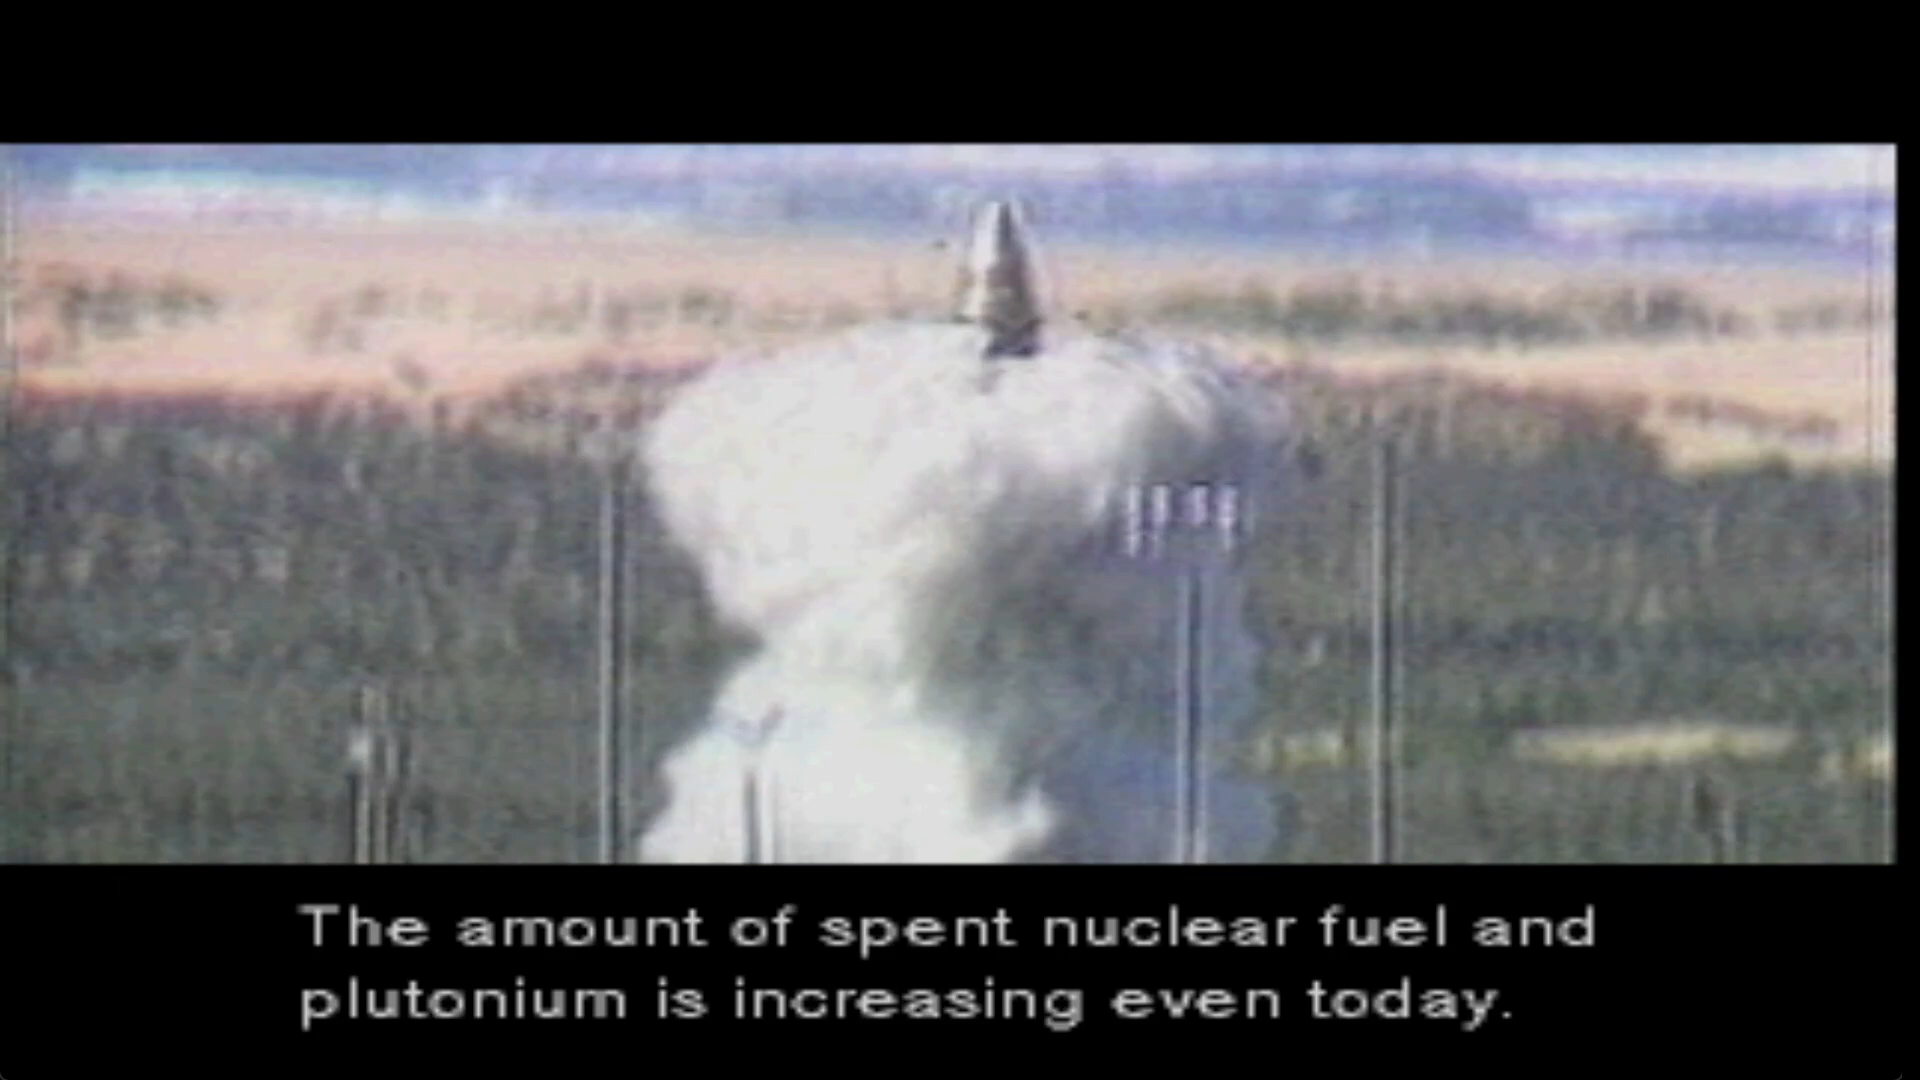 The amount of spent nuclear fuel and
plutonium is increasing even today.